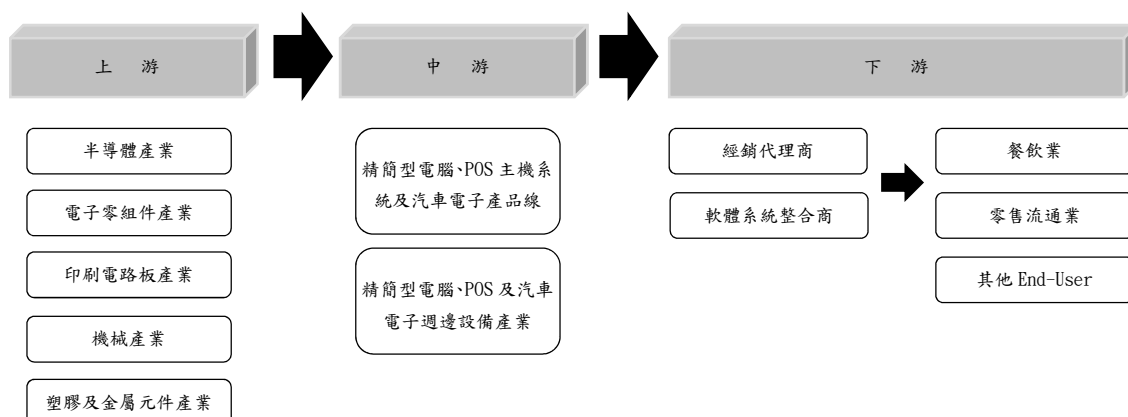 上 游
中 游
下 游
半導體產業
電子零組件產業
印刷電路板產業
機械產業
塑膠及金屬元件產業
精簡型電腦、POS 主機系
統及汽車電子產品線
精簡型電腦、POS 及汽車
電子週邊設備產業
經銷代理商
軟體系統整合商
餐飲業
零售流通業
其他 End-User